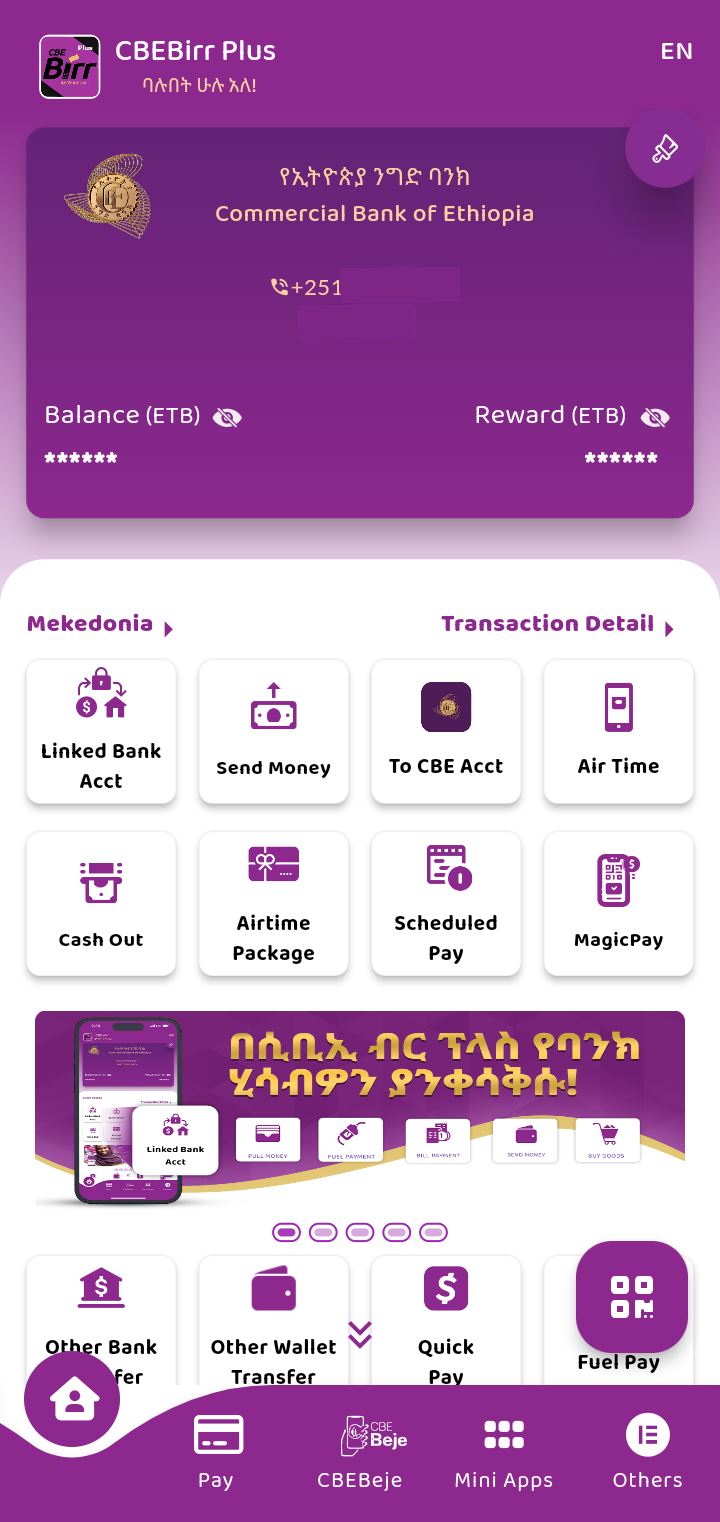 CBE
Plus
Birr
CBEBirr Plus
ባሉበት ሁሉ አለ!
EN
የኢትዮጵያ ንግድ ባንክ
Commercial Bank of Ethiopia
+251
Balance (ETB)
Reward (ETB)
******
******
Mekedonia
Transaction Detail
Linked Bank
Acct
Send Money
To CBE Acct
Air Time
Cash Out
Airtime
Package
Scheduled
Pay
MagicPay
በሲቢኢ ብር ፕላስ የባንክ
ሂሳብዎን ያንቀሳቅሱ!
Linked Bank
Acct
PULL MONEY
FUEL PAYMENT
BILL PAYMENT
SEND MONEY
BUY GOODS
Other Bank
fer
Other Wallet
Transfer
Quick
Pay
Fuel Pay
Pay
CBE
Beje
CBEBeje
Mini Apps
Others